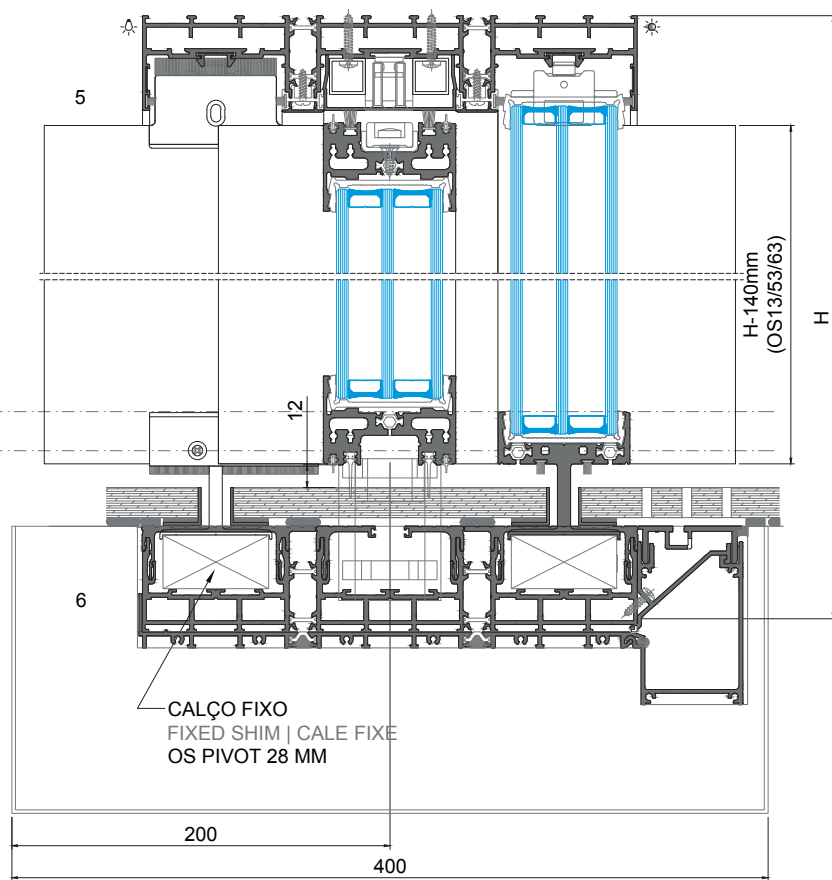 5
H-140mm
(OS13/53/63)
H
12
6
CALÇO FIXO
FIXED SHIM | CALE FIXE
OS PIVOT 28 MM
200
400